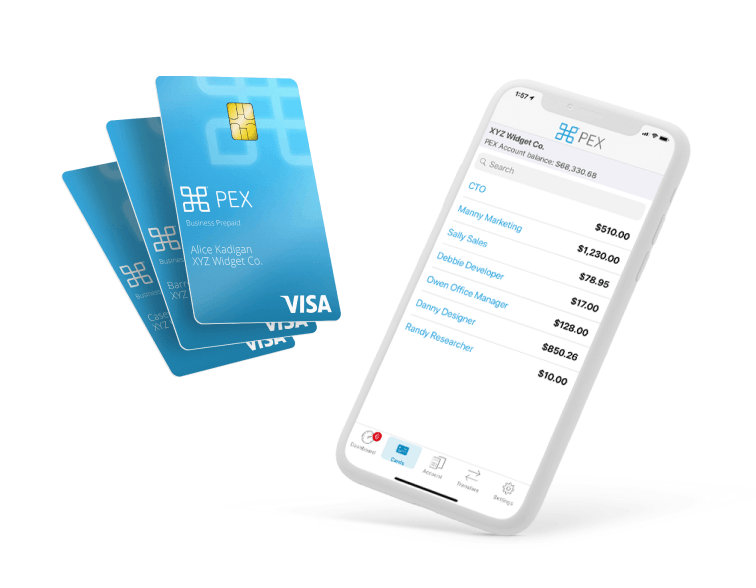 PEX
Business Prepaid
Alice Kadigan
XYZ Widget Co.
VISA
Business
Barr
XYZ
VISA
Business
Case
XYZ
VISA
1:57
PEX
XYZ Widget Co.
PEX Account balance: $68,330.68
Search
CTO $510.00
Manny Marketing $1,230.00
Sally Sales $78.95
Debbie Developer $17.00
Owen Office Manager $128.00
Danny Designer $850.26
Randy Researcher $10.00
Dashboard
Cards
Account
Transfers
Settings